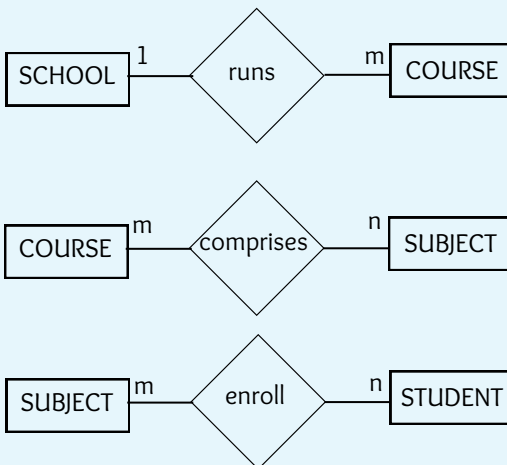 SCHOOL 1 runs m COURSE
COURSE m comprises n SUBJECT
SUBJECT m enroll n STUDENT